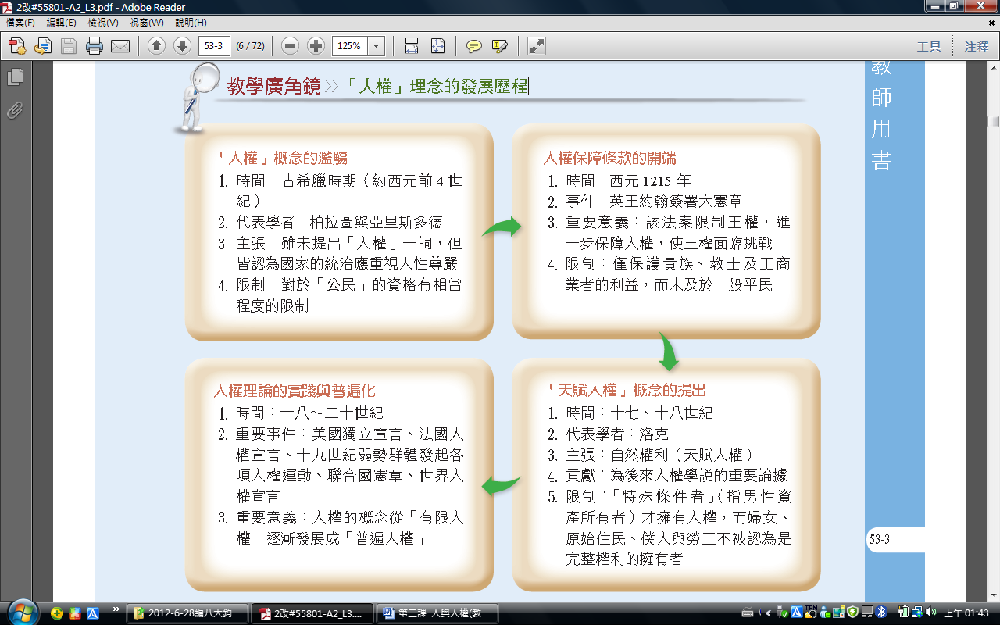 2改#55801-A2_L3.pdf - Adobe Reader
檔案(F) 編輯(E) 檢視(V) 視窗(W) 說明(H)
53-3 (6 / 72) 125% 工具 注釋
教師用書
教學廣角鏡>>「人權」理念的發展歷程
「人權」概念的濫觴
1. 時間：古希臘時期（約西元前 4 世
紀）
2. 代表學者：柏拉圖與亞里斯多德
3. 主張：雖未提出「人權」一詞，但
皆認為國家的統治應重視人性尊嚴
4. 限制：對於「公民」的資格有相當
程度的限制
人權保障條款的開端
1. 時間：西元 1215 年
2. 事件：英王約翰簽署大憲章
3. 重要意義：該法案限制王權，進
一步保障人權，使王權面臨挑戰
4. 限制：僅保護貴族、教士及工商
業者的利益，而未及於一般平民
「天賦人權」概念的提出
1. 時間：十七、十八世紀
2. 代表學者：洛克
3. 主張：自然權利（天賦人權）
4. 貢獻：為後來人權學說的重要論據
5. 限制：「特殊條件者」（指男性資
產所有者）才擁有人權，而婦女、
原始住民、僕人與勞工不被認為是
完整權利的擁有者
人權理論的實踐與普遍化
1. 時間：十八～二十世紀
2. 重要事件：美國獨立宣言、法國人
權宣言、十九世紀弱勢群體發起各
項人權運動、聯合國憲章、世界人
權宣言
3. 重要意義：人權的概念從「有限人
權」逐漸發展成「普遍人權」
53-3
2012-6-28編八大鈞... 2改#55801-A2_L3.... 第三課 人與人權(教... 上午 01:43